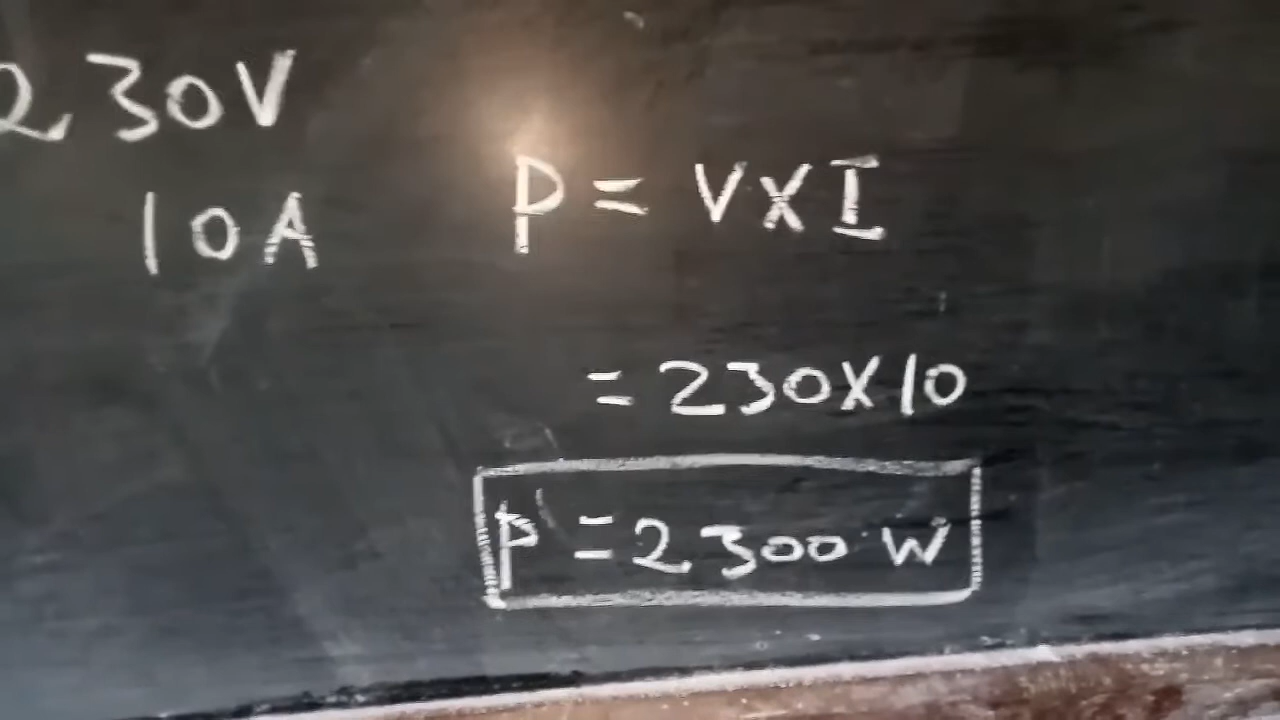 230V
10A
P = V X I
= 230 X 10
P = 2300 W